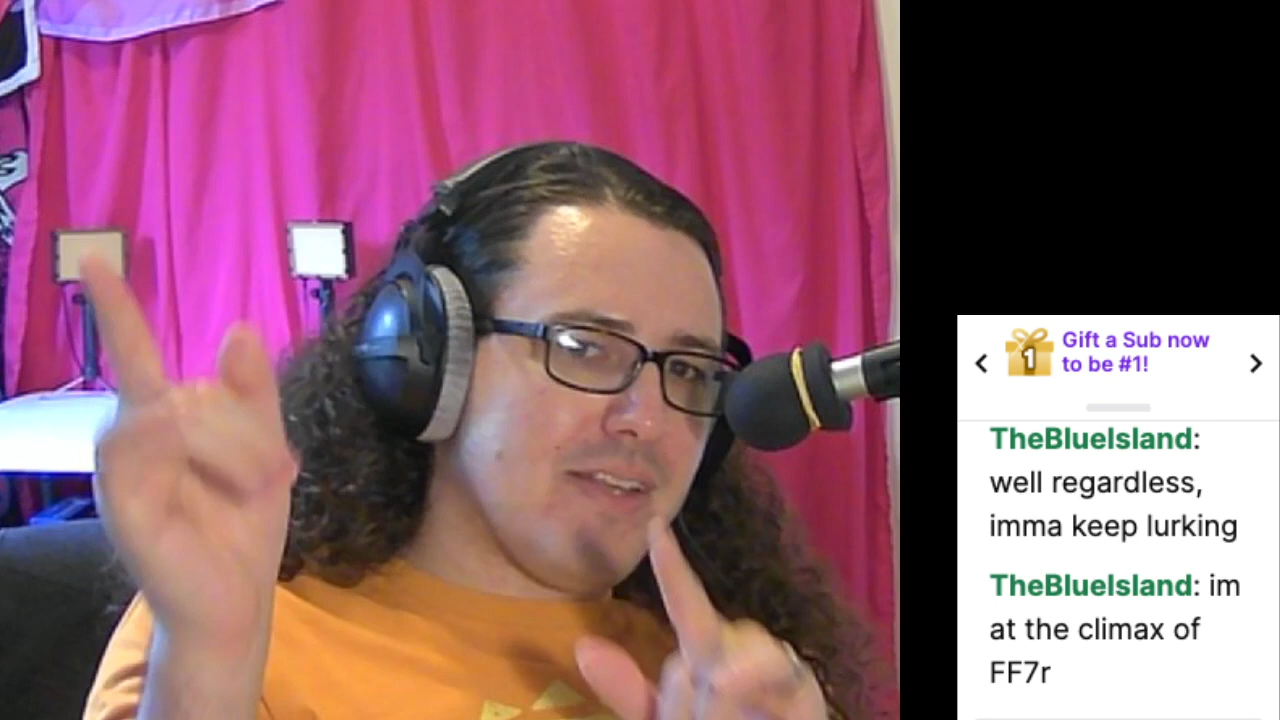 Gift a Sub now
to be #1!
1
TheBlueIsland:
well regardless,
imma keep lurking
TheBlueIsland: im
at the climax of
FF7r